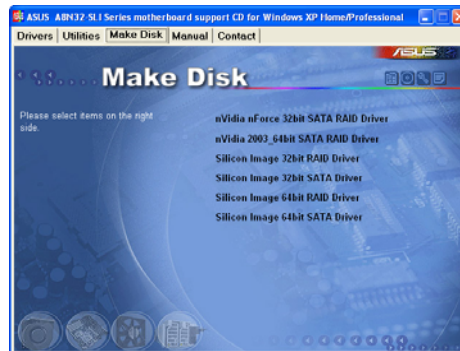 ASUS A8N32-SLI Series motherboard support CD for Windows XP Home/Professional
Drivers Utilities Make Disk Manual Contact
ASUS
Make Disk
Please select items on the right
side.
nVidia nForce 32bit SATA RAID Driver
nVidia 2003_64bit SATA RAID Driver
Silicon Image 32bit RAID Driver
Silicon Image 32bit SATA Driver
Silicon Image 64bit RAID Driver
Silicon Image 64bit SATA Driver